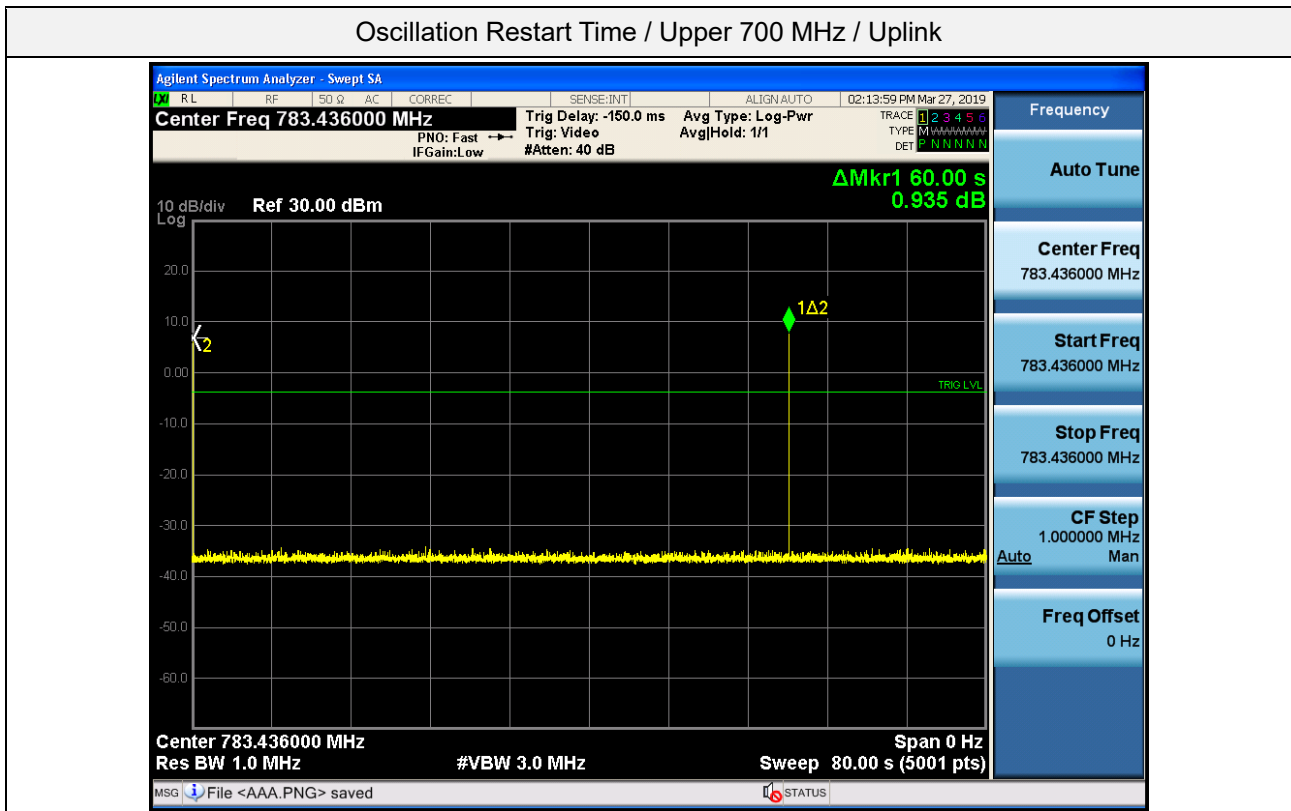 Oscillation Restart Time / Upper 700 MHz / Uplink
Agilent Spectrum Analyzer - Swept SA
LXI RL RF 50 Ω AC CORREC SENSE:INT ALIGN AUTO 02:13:59 PM Mar 27, 2019
Center Freq 783.436000 MHz
PNO: Fast
IFGain:Low
Trig Delay: -150.0 ms
Trig: Video
#Atten: 40 dB
Avg Type: Log-Pwr
Avg|Hold: 1/1
TRACE 1 2 3 4 5 6
TYPE M WWWWW
DET P N N N N N
ΔMkr1 60.00 s
0.935 dB
10 dB/div Ref 30.00 dBm
Log
20.0
10.0
0.00
-10.0
-20.0
-30.0
-40.0
-50.0
-60.0
2
1Δ2
TRIG LVL
Center 783.436000 MHz Span 0 Hz
Res BW 1.0 MHz #VBW 3.0 MHz Sweep 80.00 s (5001 pts)
MSG File <AAA.PNG> saved STATUS
Frequency
Auto Tune
Center Freq
783.436000 MHz
Start Freq
783.436000 MHz
Stop Freq
783.436000 MHz
CF Step
1.000000 MHz
Auto Man
Freq Offset
0 Hz